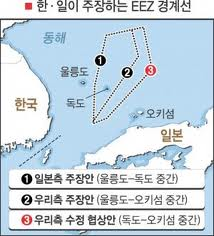 ■ 한·일이 주장하는 EEZ 경계선
동해
울릉도
독도
1
2
3
한국
오키섬
일본
1 일본측 주장안 (울릉도-독도 중간)
2 우리측 주장안 (울릉도-오키섬 중간)
3 우리측 수정 협상안 (독도-오키섬 중간)